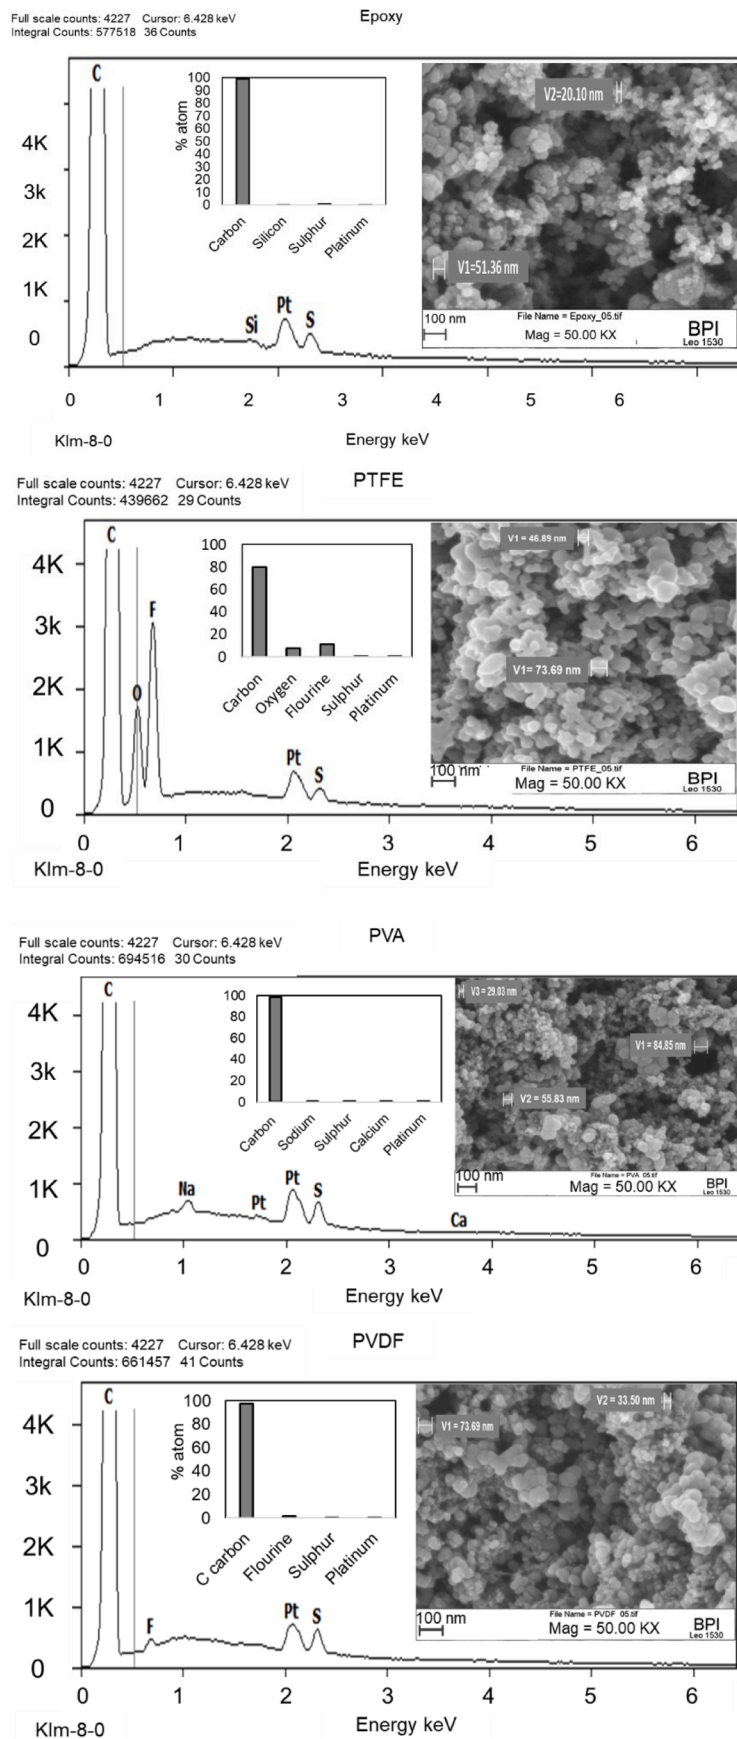 Epoxy
Full scale counts: 4227 Cursor: 6.428 keV
Integral Counts: 577518 36 Counts
C
4K
3k
2K
1K
0
% atom
100
90
80
70
60
50
40
30
20
10
0
Carbon
Silicon
Sulphur
Platinum
Si
Pt
S
V2=20.10 nm
V1=51.36 nm
100 nm
File Name = Epoxy_05.tif
Mag = 50.00 KX
BPI
Leo 1530
0 1 2 3 4 5 6
Klm-8-0
Energy keV
PTFE
Full scale counts: 4227 Cursor: 6.428 keV
Integral Counts: 439662 29 Counts
C
4K
3k
2K
1K
0
O
F
100
80
60
40
20
0
Carbon
Oxygen
Flourine
Sulphur
Platinum
Pt
S
V1 = 46.89 nm
V1= 73.69 nm
100 nm
File Name = PTFE_05.tif
Mag = 50.00 KX
BPI
Leo 1530
0 1 2 3 4 5 6
Klm-8-0
Energy keV
PVA
Full scale counts: 4227 Cursor: 6.428 keV
Integral Counts: 694516 30 Counts
C
4K
3k
2K
1K
0
100
80
60
40
20
0
Carbon
Sodium
Sulphur
Calcium
Platinum
Na
Pt
Pt
S
Ca
V3 = 29.03 nm
V1 = 84.85 nm
V2 = 55.83 nm
100 nm
File Name = PVA_05.tif
Mag = 50.00 KX
BPI
Leo 1530
0 1 2 3 4 5 6
Klm-8-0
Energy keV
PVDF
Full scale counts: 4227 Cursor: 6.428 keV
Integral Counts: 661457 41 Counts
C
4K
3k
2K
1K
0
% atom
100
80
60
40
20
0
C carbon
Flourine
Sulphur
Platinum
F
Pt
S
V2 = 33.50 nm
V1 = 73.69 nm
100 nm
File Name = PVDF_05.tif
Mag = 50.00 KX
BPI
Leo 1530
0 1 2 3 4 5 6
Klm-8-0
Energy keV